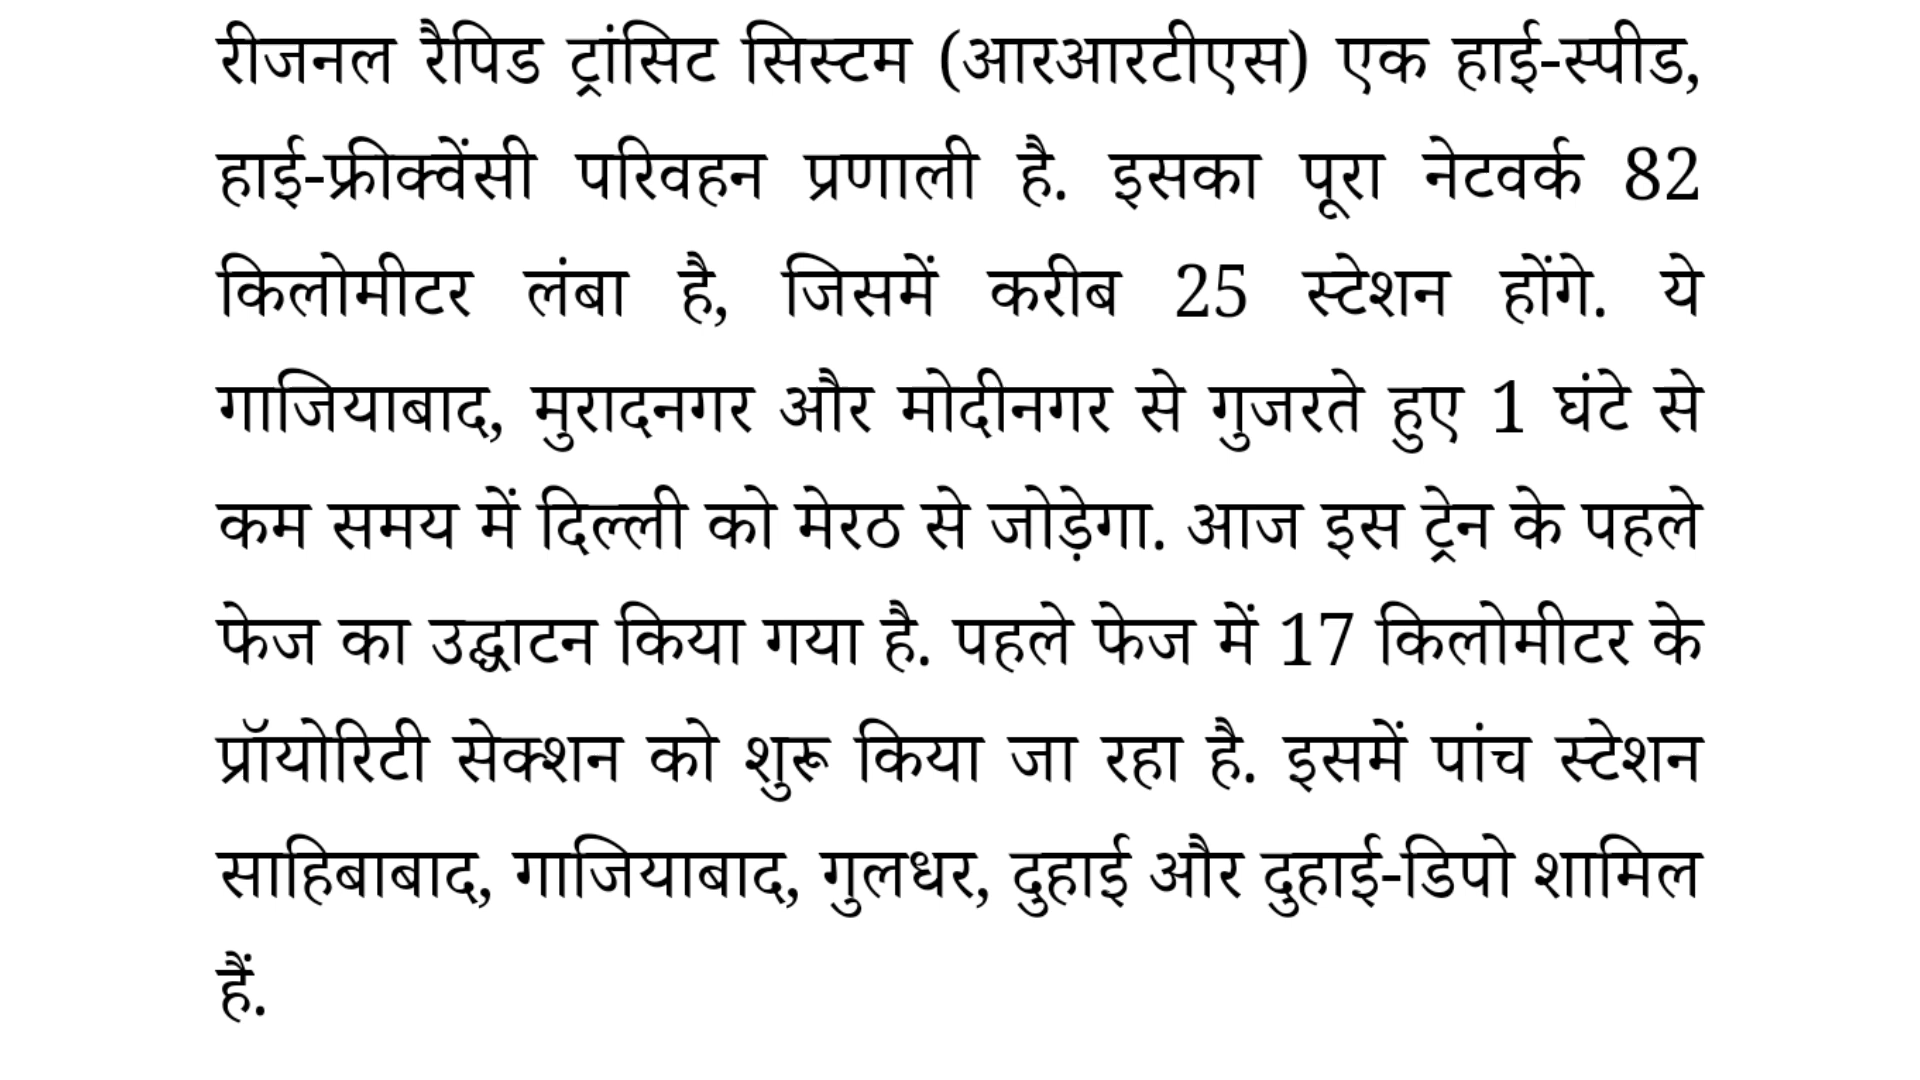 रीजनल रैपिड ट्रांसिट सिस्टम (आरआरटीएस) एक हाई-स्पीड,
हाई-फ्रीक्वेंसी परिवहन प्रणाली है. इसका पूरा नेटवर्क 82
किलोमीटर लंबा है, जिसमें करीब 25 स्टेशन होंगे. ये
गाजियाबाद, मुरादनगर और मोदीनगर से गुजरते हुए 1 घंटे से
कम समय में दिल्ली को मेरठ से जोड़ेगा. आज इस ट्रेन के पहले
फेज का उद्घाटन किया गया है. पहले फेज में 17 किलोमीटर के
प्रॉयोरिटी सेक्शन को शुरू किया जा रहा है. इसमें पांच स्टेशन
साहिबाबाद, गाजियाबाद, गुलधर, दुहाई और दुहाई-डिपो शामिल
हैं.